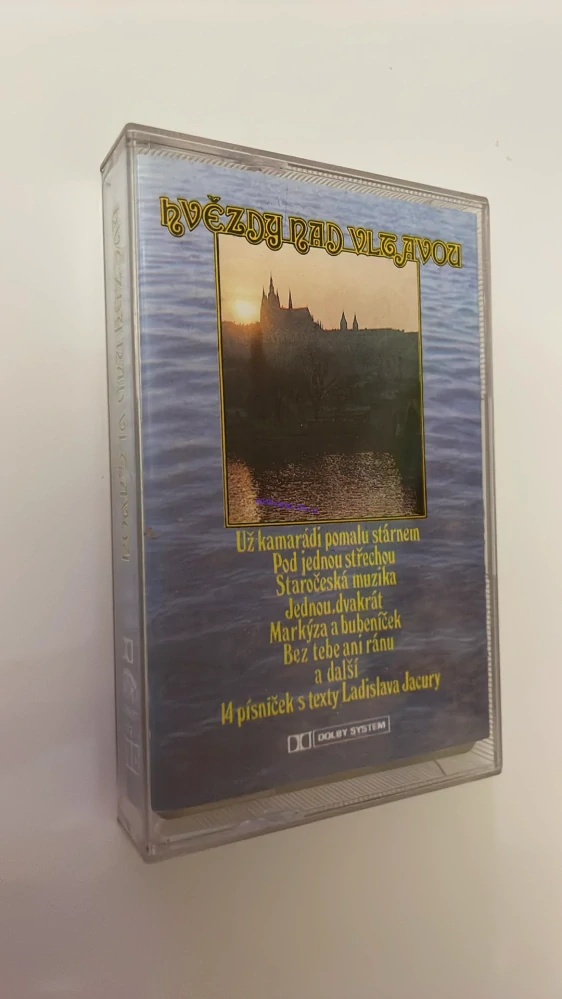 hVĚZDY NAD VLTAVOU
Už kamarádi pomalu stárnem
Pod jednou střechou
Staročeská muzika
Jednou.dvakrát
Markýza a bubeníček
Bez tebe ani ránu
a další
14 písniček s texty Ladislava Jacury
DOLBY SYSTEM